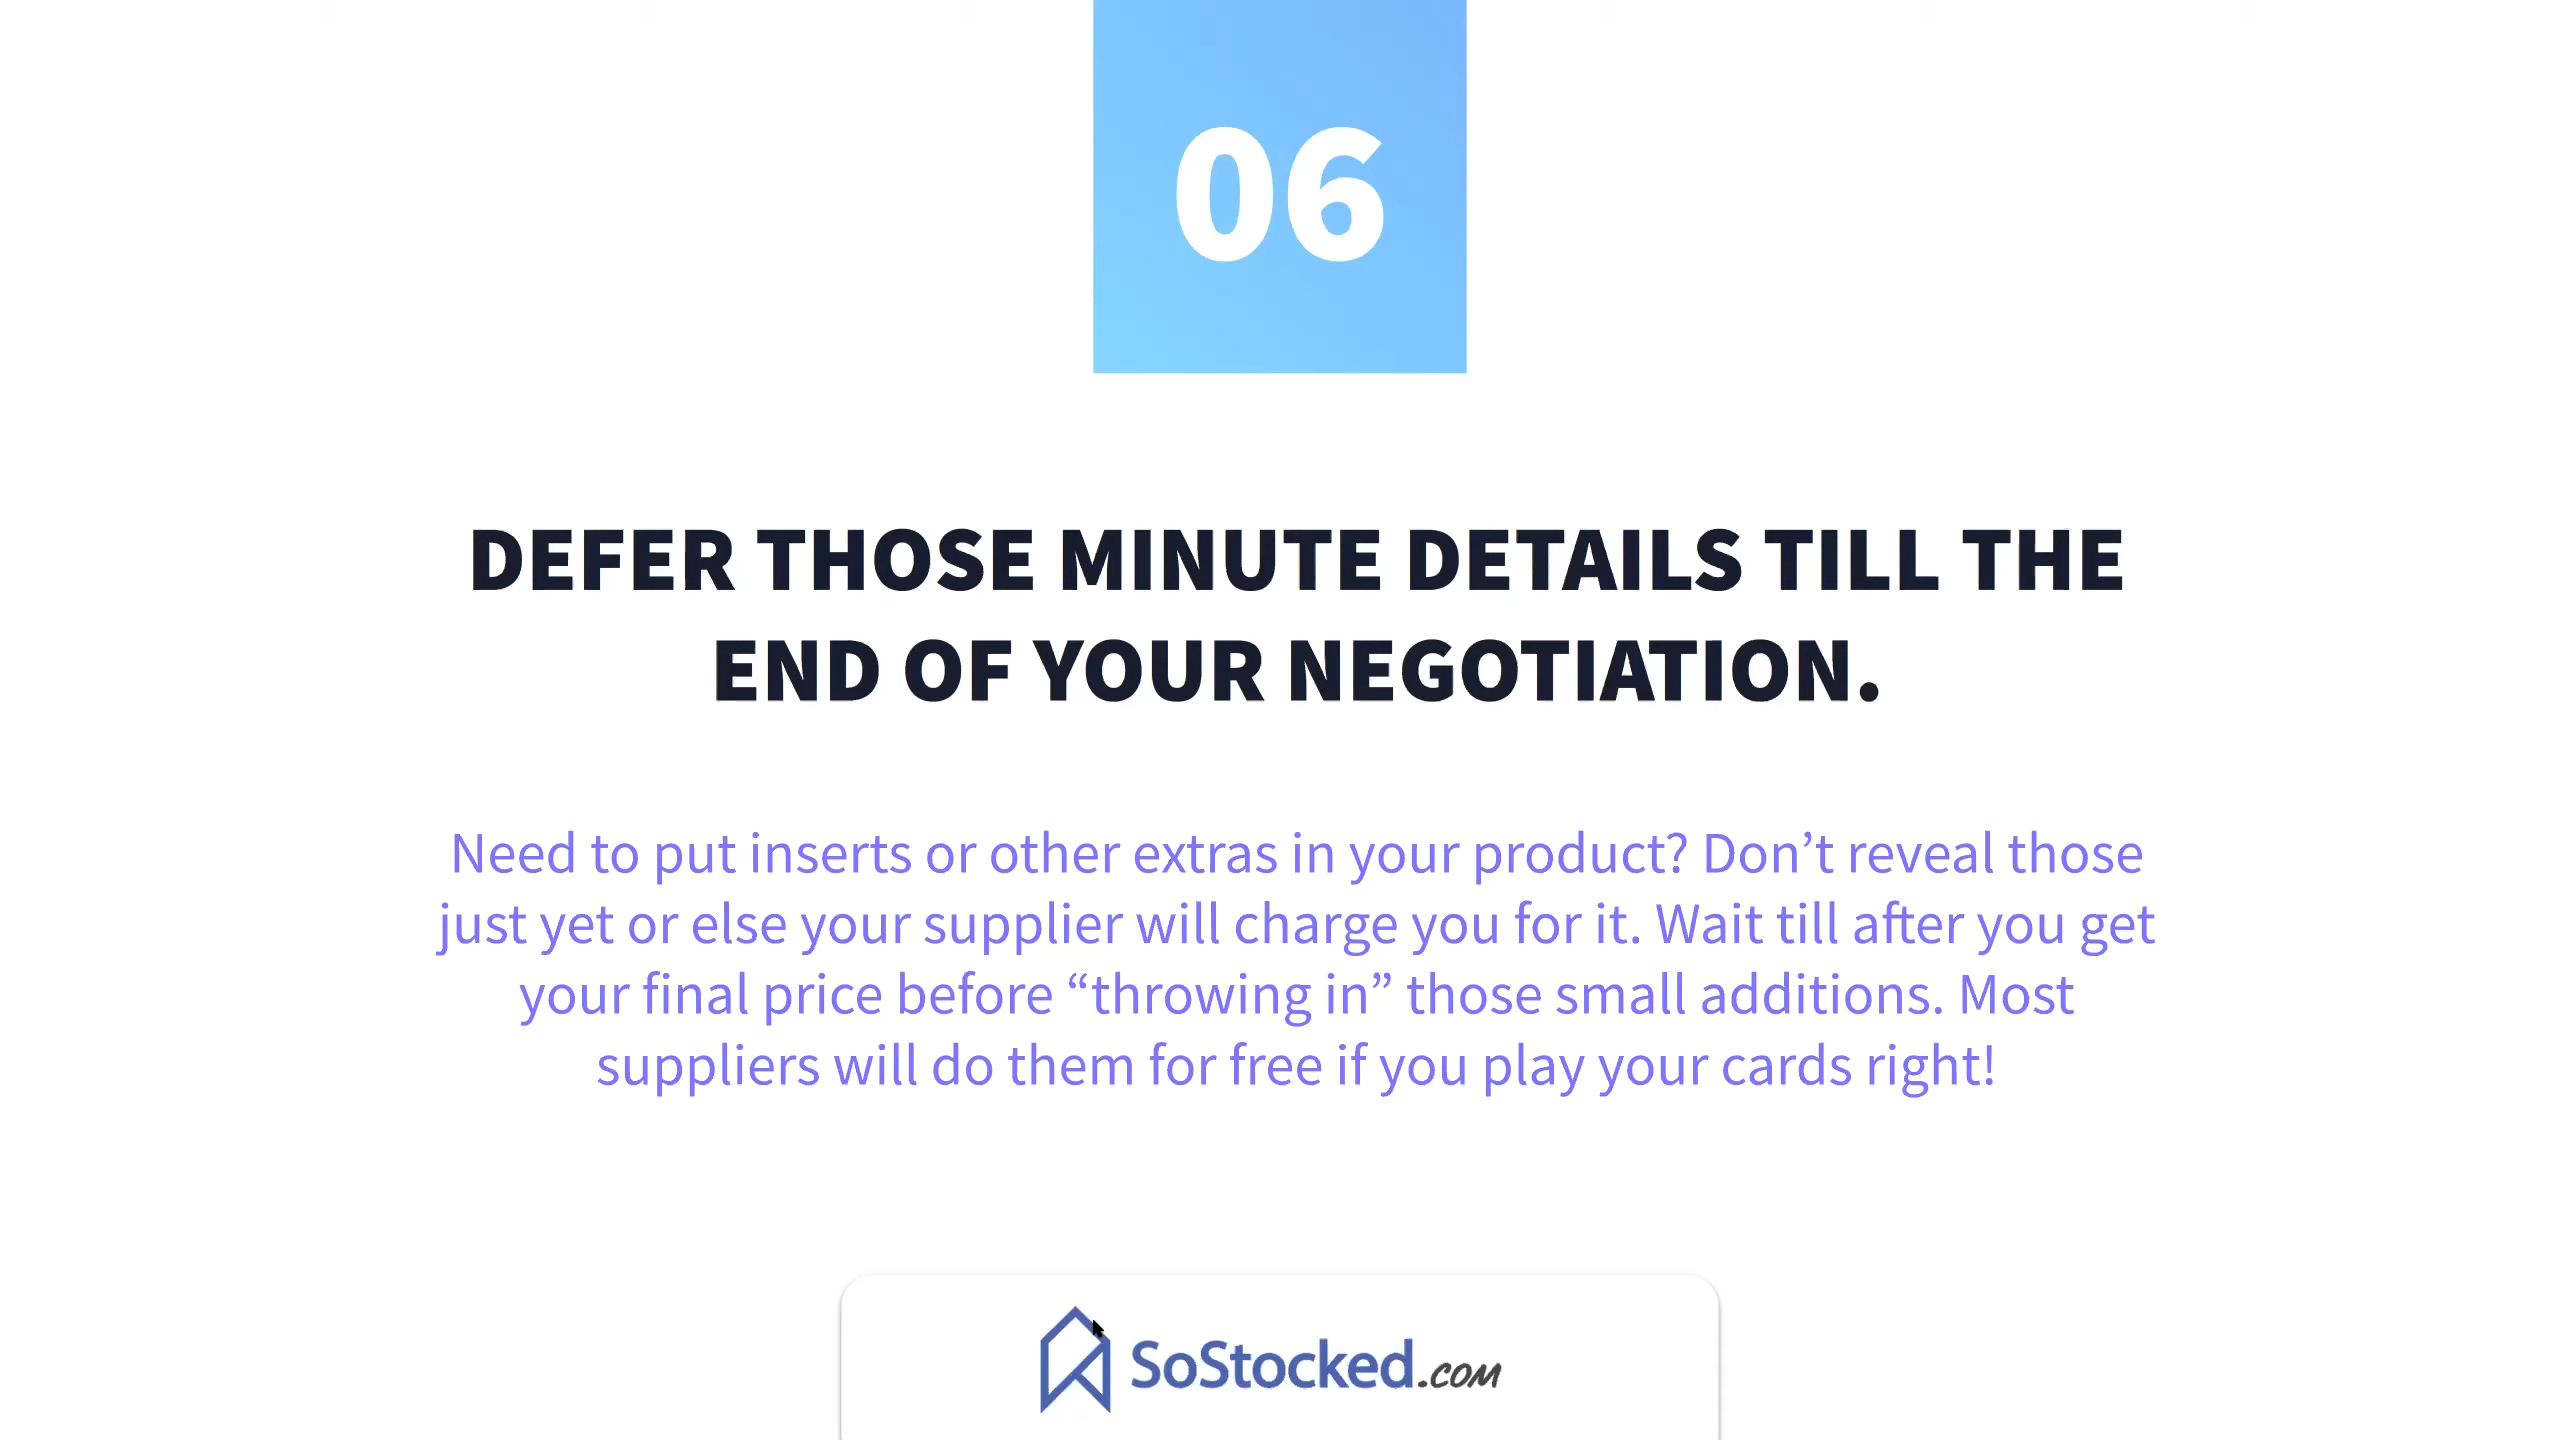 06
DEFER THOSE MINUTE DETAILS TILL THE
END OF YOUR NEGOTIATION.
Need to put inserts or other extras in your product? Don’t reveal those
just yet or else your supplier will charge you for it. Wait till after you get
your final price before “throwing in” those small additions. Most
suppliers will do them for free if you play your cards right!
SoStocked.com